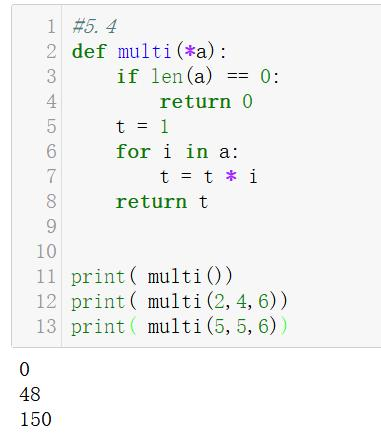 1 #5.4
2 def multi(*a):
3     if len(a) == 0:
4         return 0
5     t = 1
6     for i in a:
7         t = t * i
8     return t
9
10
11 print( multi())
12 print( multi(2,4,6))
13 print( multi(5,5,6))
0
48
150